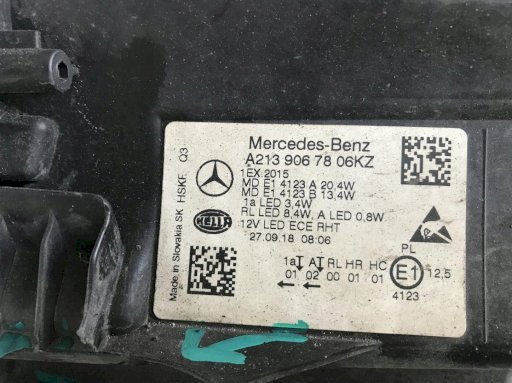 Mercedes-Benz
A213 906 78 06KZ
1EX 2015
MD E1 4123 A 20,4W
MD E1 4123 B 13,4W
1a LED 3,4W
RL LED 8,4W, A LED 0,8W
12V LED ECE RHT
27.09.18 08:06
HELLA
Made in Slovakia SK HSKE Q3
PL
1a A RL HR HC
01 02 00 01 01
E1
12,5
4123